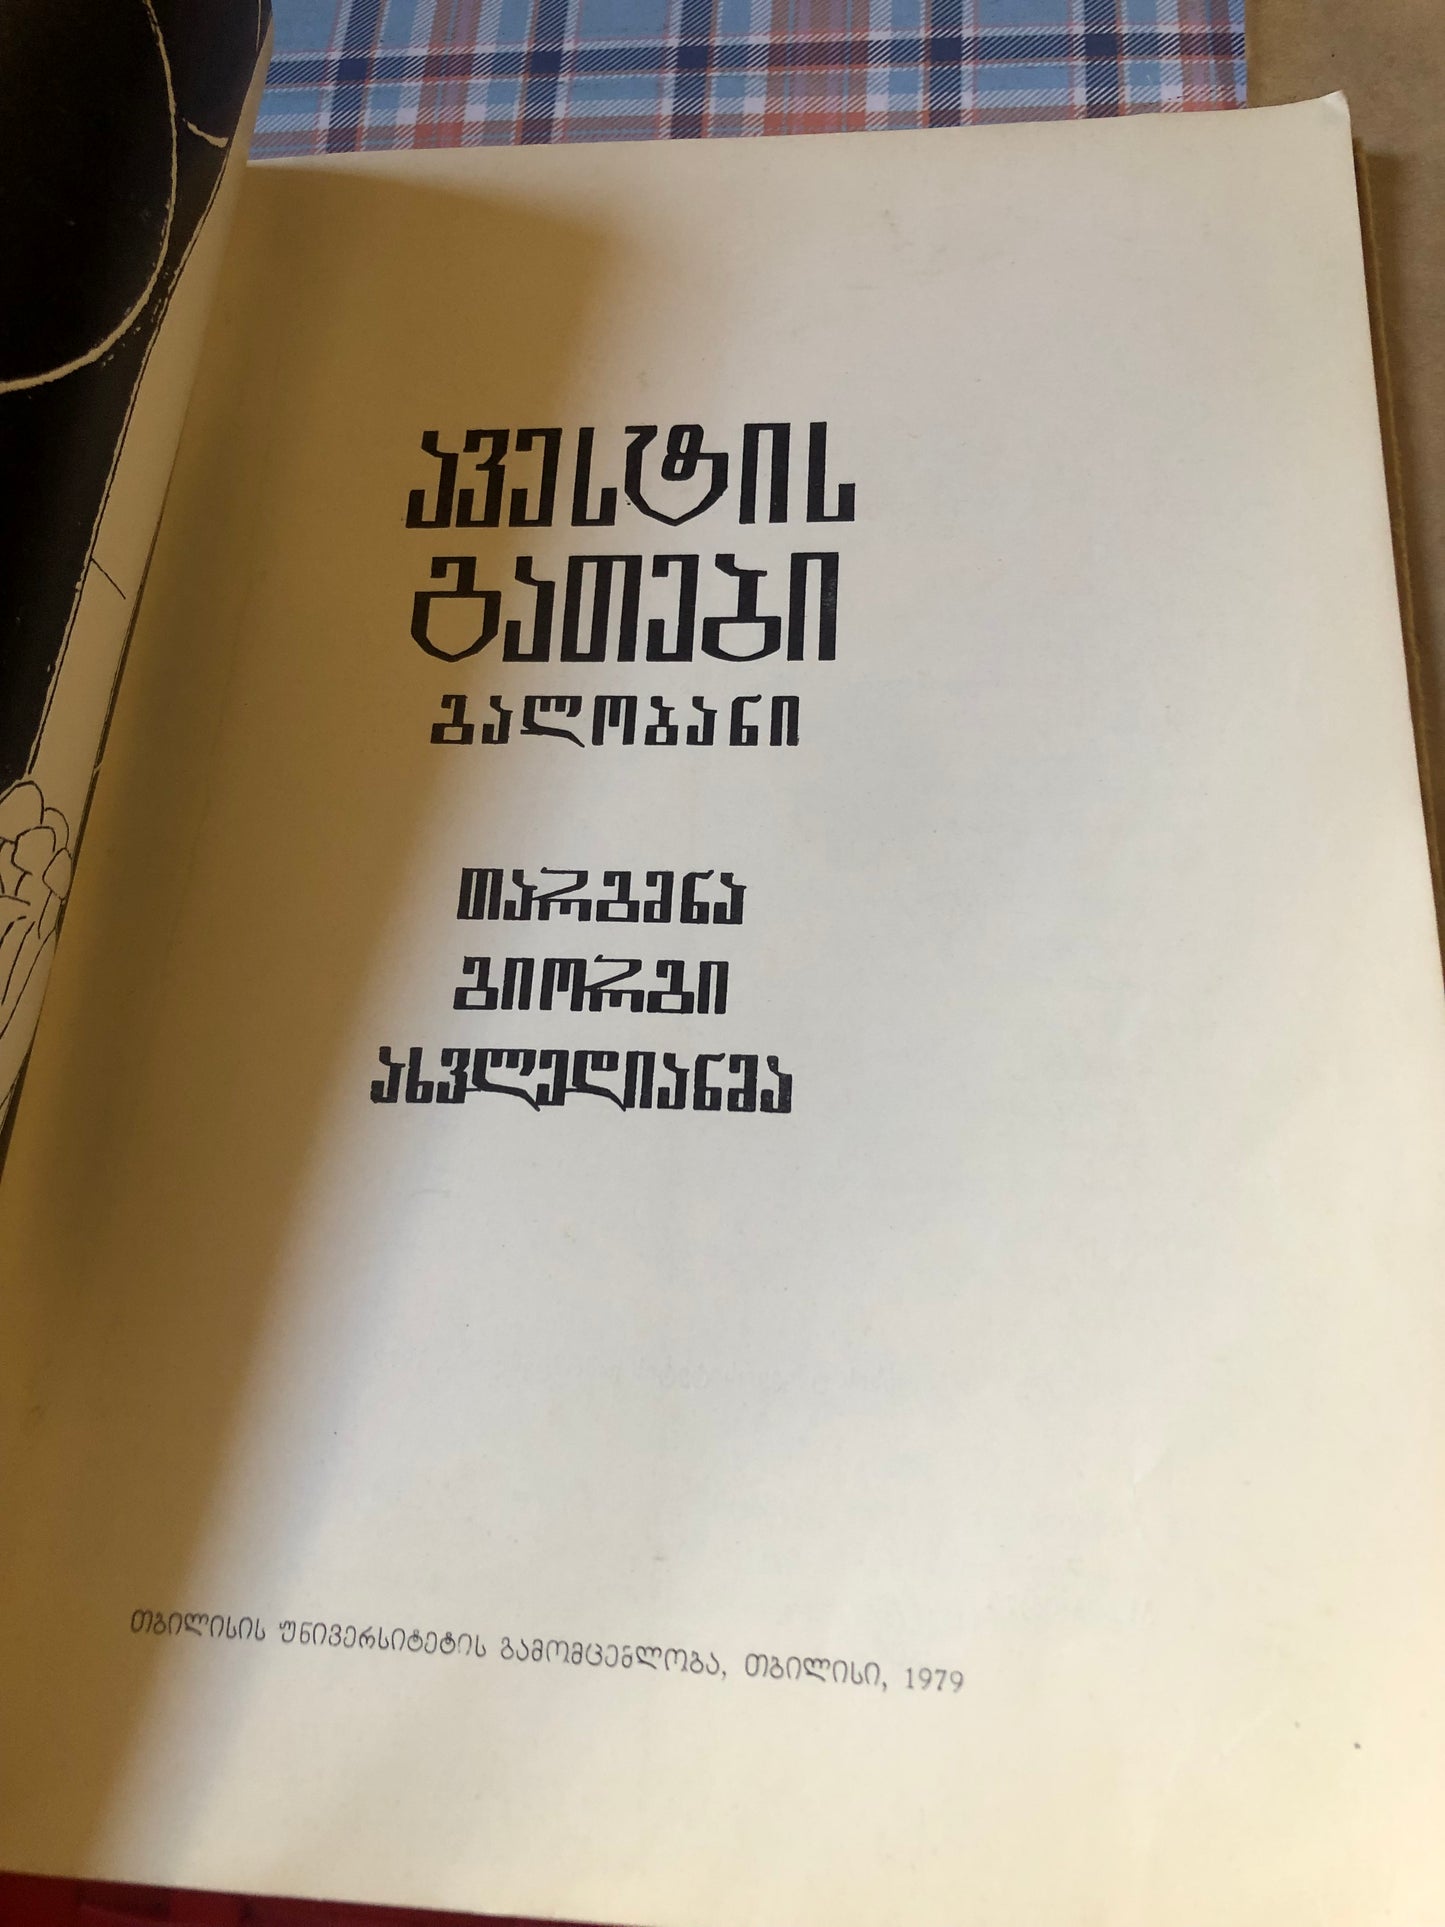 ავესტის
გათები
გალობანი
თარგმნა
გიორგი
ახვლედიანმა
თბილისის უნივერსიტეტის გამომცემლობა, თბილისი, 1979